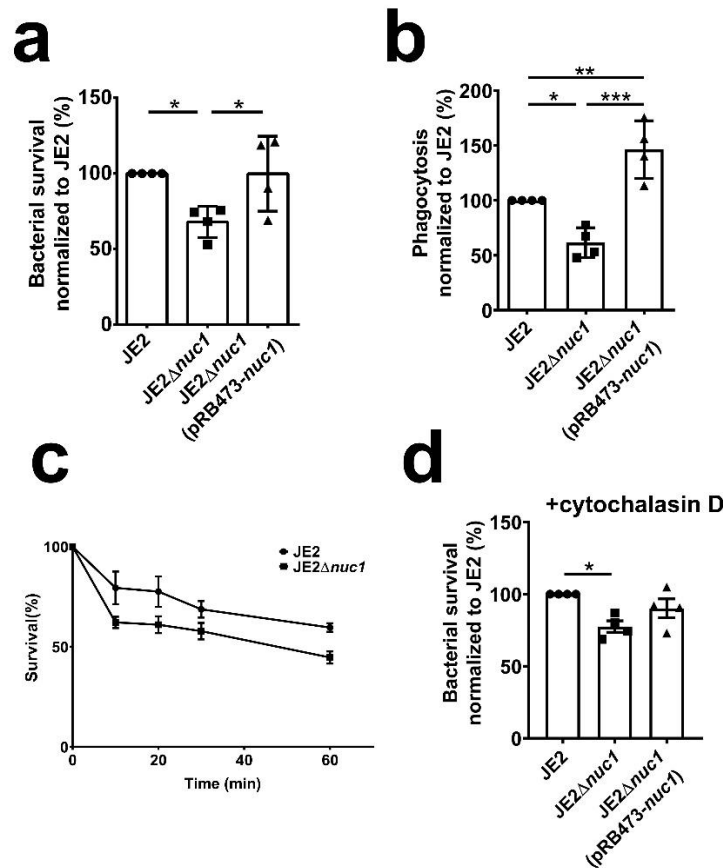 a
Bacterial survival
normalized to JE2 (%)
150
100
50
0
*
*
JE2
JE2Δnuc1
JE2Δnuc1
(pRB473-nuc1)
b
Phagocytosis
normalized to JE2 (%)
200
150
100
50
0
**
*
***
JE2
JE2Δnuc1
JE2Δnuc1
(pRB473-nuc1)
c
Survival(%)
100
50
0
JE2
JE2Δnuc1
0
20
40
60
Time (min)
d
+cytochalasin D
Bacterial survival
normalized to JE2 (%)
150
100
50
0
*
JE2
JE2Δnuc1
JE2Δnuc1
(pRB473-nuc1)